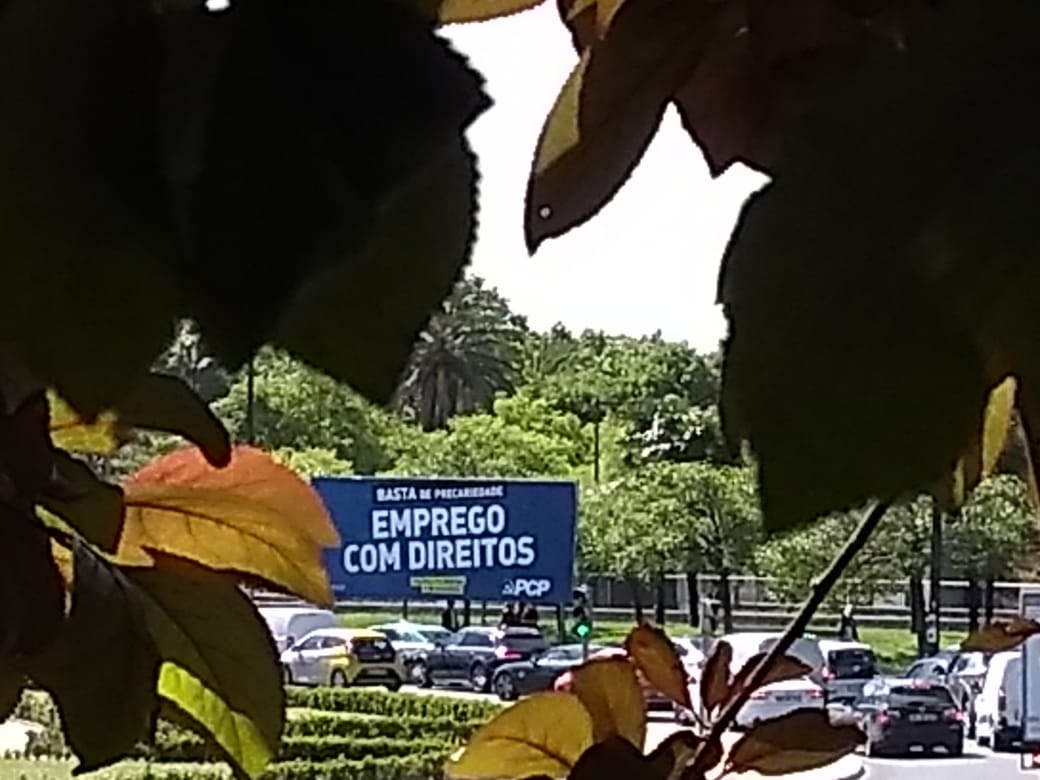 BASTA DE PRECARIEDADE
EMPREGO
COM DIREITOS
PCP